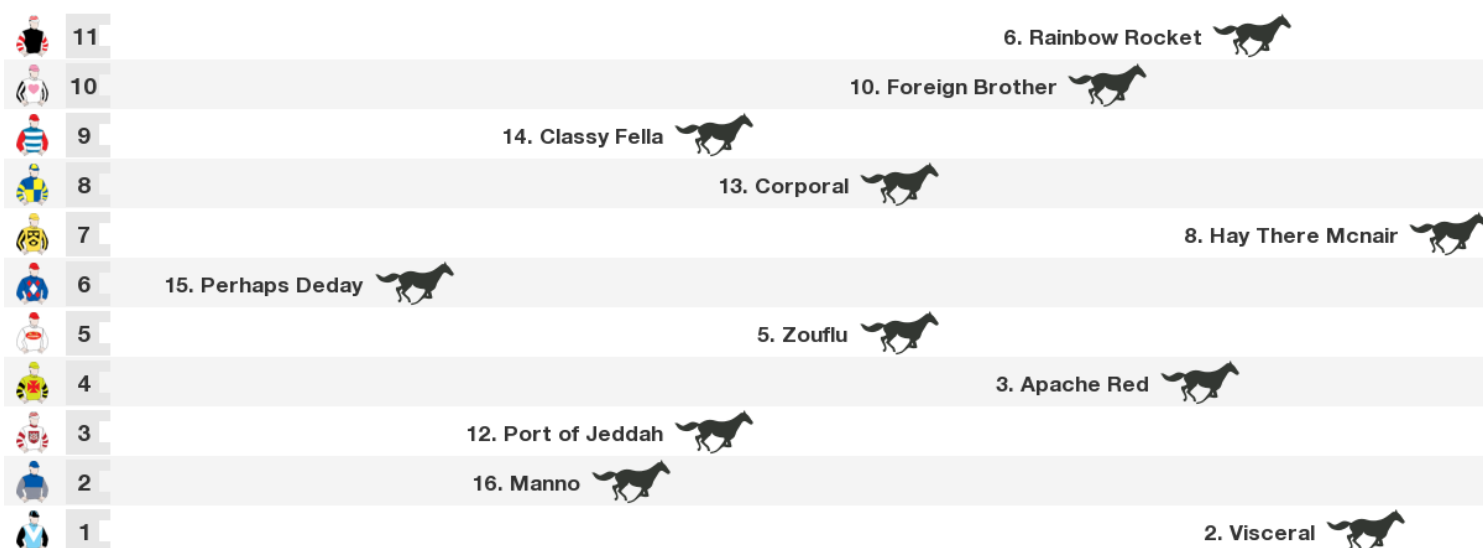 11 6. Rainbow Rocket
10 10. Foreign Brother
9 14. Classy Fella
8 13. Corporal
7 8. Hay There Mcnair
6 15. Perhaps Deday
5 5. Zouflu
4 3. Apache Red
3 12. Port of Jeddah
2 16. Manno
1 2. Visceral